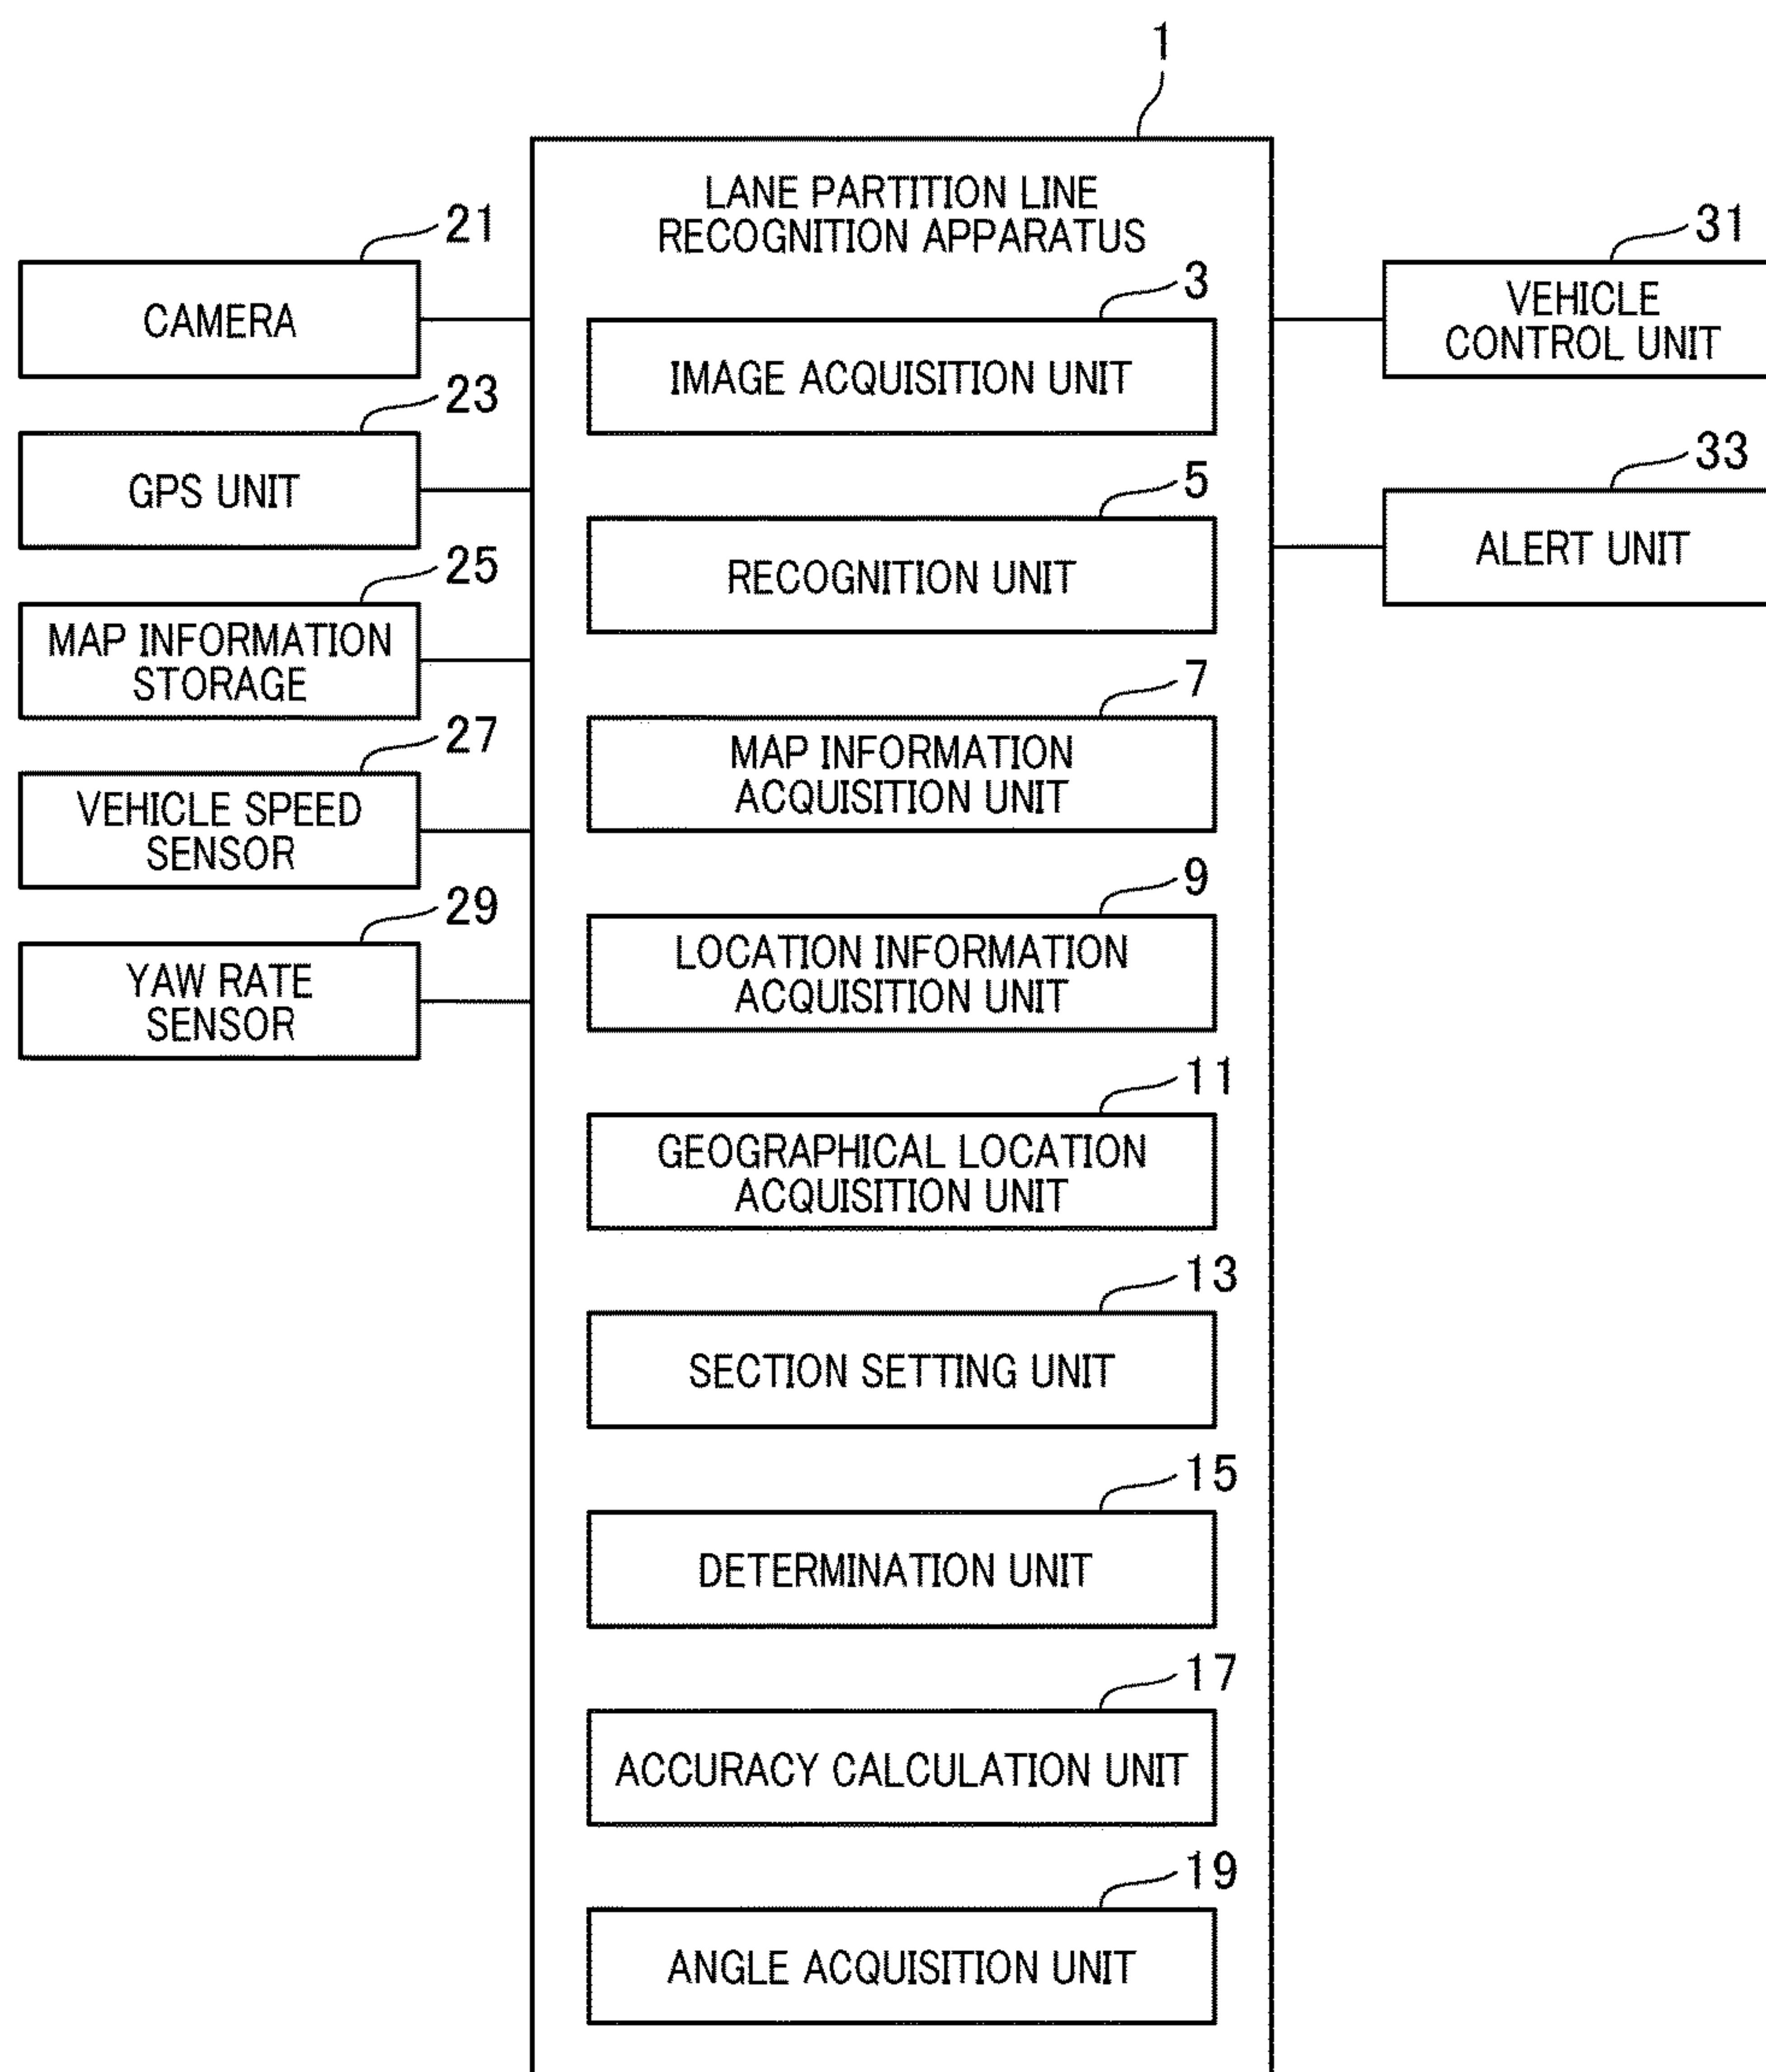 1
LANE PARTITION LINE
RECOGNITION APPARATUS
21
CAMERA
23
GPS UNIT
25
MAP INFORMATION
STORAGE
27
VEHICLE SPEED
SENSOR
29
YAW RATE
SENSOR
3
IMAGE ACQUISITION UNIT
5
RECOGNITION UNIT
7
MAP INFORMATION
ACQUISITION UNIT
9
LOCATION INFORMATION
ACQUISITION UNIT
11
GEOGRAPHICAL LOCATION
ACQUISITION UNIT
13
SECTION SETTING UNIT
15
DETERMINATION UNIT
17
ACCURACY CALCULATION UNIT
19
ANGLE ACQUISITION UNIT
31
VEHICLE
CONTROL UNIT
33
ALERT UNIT